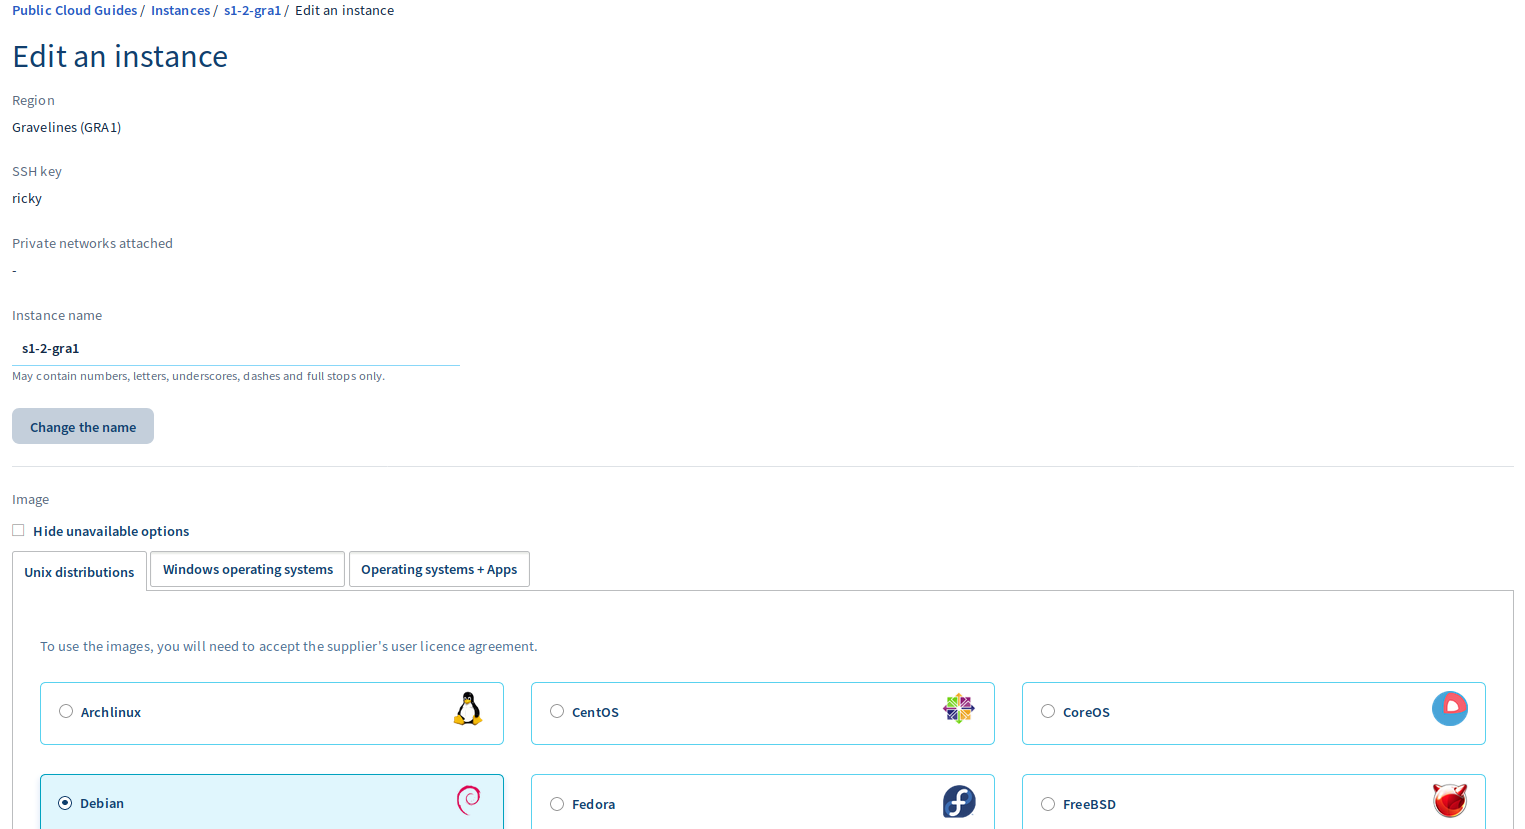 Public Cloud Guides / Instances / s1-2-gra1 / Edit an instance
Edit an instance
Region
Gravelines (GRA1)
SSH key
ricky
Private networks attached
-
Instance name
s1-2-gra1
May contain numbers, letters, underscores, dashes and full stops only.
Change the name
Image
Hide unavailable options
Unix distributions Windows operating systems Operating systems + Apps
To use the images, you will need to accept the supplier's user licence agreement.
Archlinux CentOS CoreOS
Debian Fedora FreeBSD